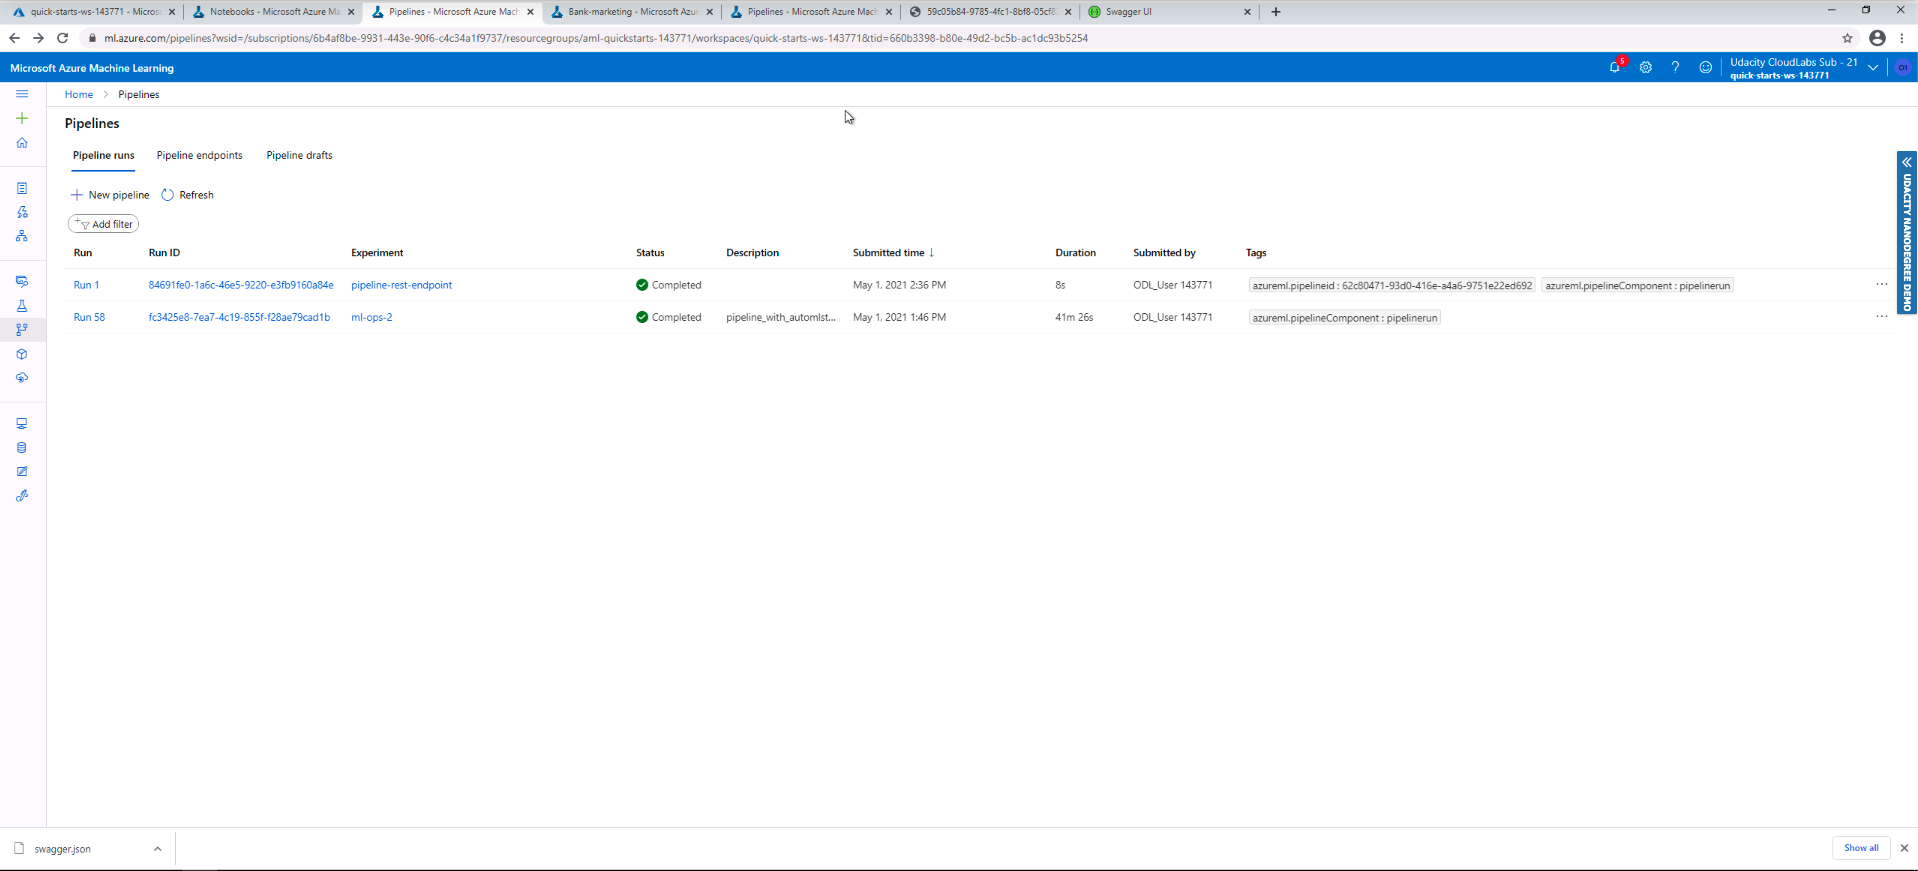 quick-starts-ws-143771 - Micros
Notebooks - Microsoft Azure Ma
Pipelines - Microsoft Azure Mach
Bank-marketing - Microsoft Azur
Pipelines - Microsoft Azure Mach
59c05b84-9785-4fc1-8bf8-05cf8
Swagger UI
ml.azure.com/pipelines?wsid=/subscriptions/6b4af8be-9931-443e-90f6-c4c34a1f9737/resourcegroups/aml-quickstarts-143771/workspaces/quick-starts-ws-143771&tid=660b3398-b80e-49d2-bc5b-ac1dc93b5254
Microsoft Azure Machine Learning
5
Udacity CloudLabs Sub - 21
quick-starts-ws-143771
Home > Pipelines
Pipelines
Pipeline runs Pipeline endpoints Pipeline drafts
New pipeline Refresh
Add filter
Run Run ID Experiment Status Description Submitted time ↓ Duration Submitted by Tags
Run 1 84691fe0-1a6c-46e5-9220-e3fb9160a84e pipeline-rest-endpoint Completed May 1, 2021 2:36 PM 8s ODL_User 143771 azureml.pipelineid : 62c80471-93d0-416e-a4a6-9751e22ed692 azureml.pipelineComponent : pipelinerun ...
Run 58 fc3425e8-7ea7-4c19-855f-f28ae79cad1b ml-ops-2 Completed pipeline_with_automlst... May 1, 2021 1:46 PM 41m 26s ODL_User 143771 azureml.pipelineComponent : pipelinerun ...
UDACITY NANODEGREE DEMO
swagger.json
Show all